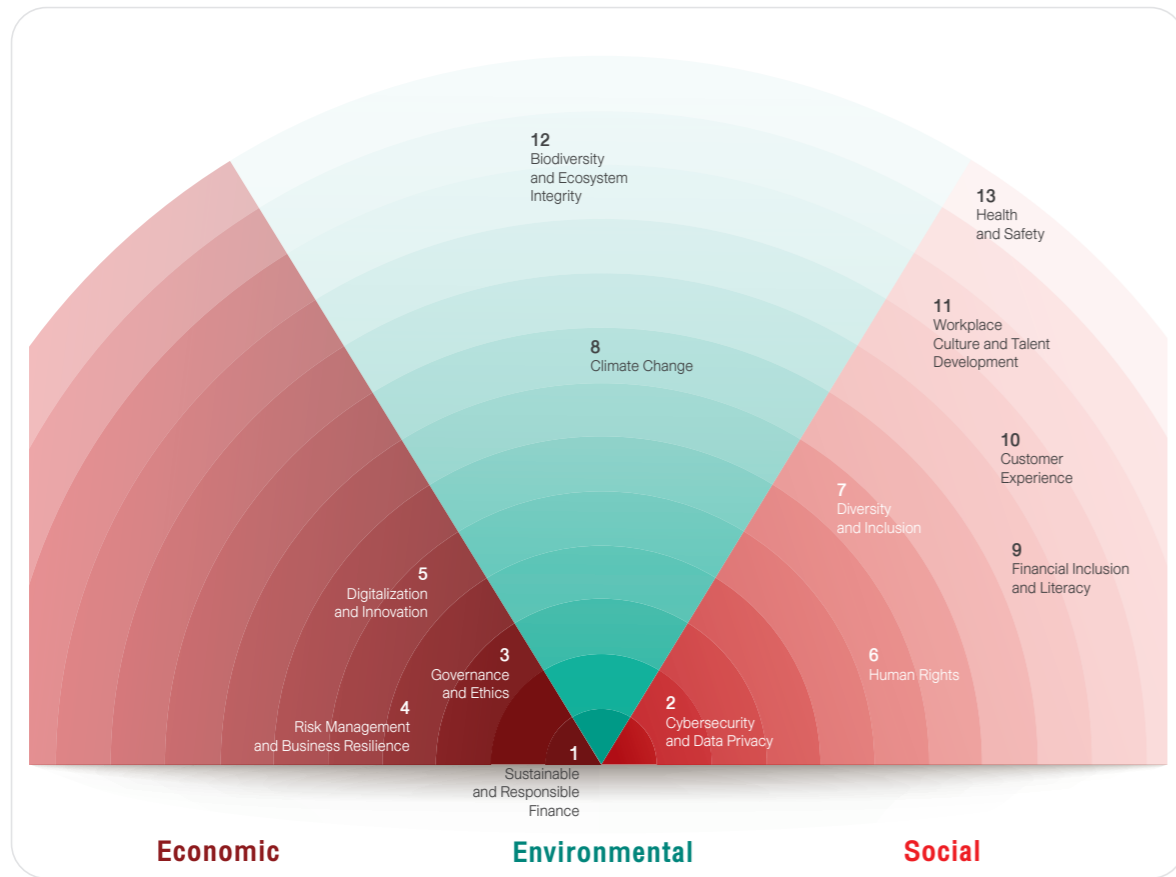 12
Biodiversity
and Ecosystem
Integrity
13
Health
and Safety
11
Workplace
Culture and Talent
Development
8
Climate Change
10
Customer
Experience
7
Diversity
and Inclusion
9
Financial Inclusion
and Literacy
5
Digitalization
and Innovation
3
Governance
and Ethics
6
Human Rights
4
Risk Management
and Business Resilience
2
Cybersecurity
and Data Privacy
1
Sustainable
and Responsible
Finance
Economic
Environmental
Social